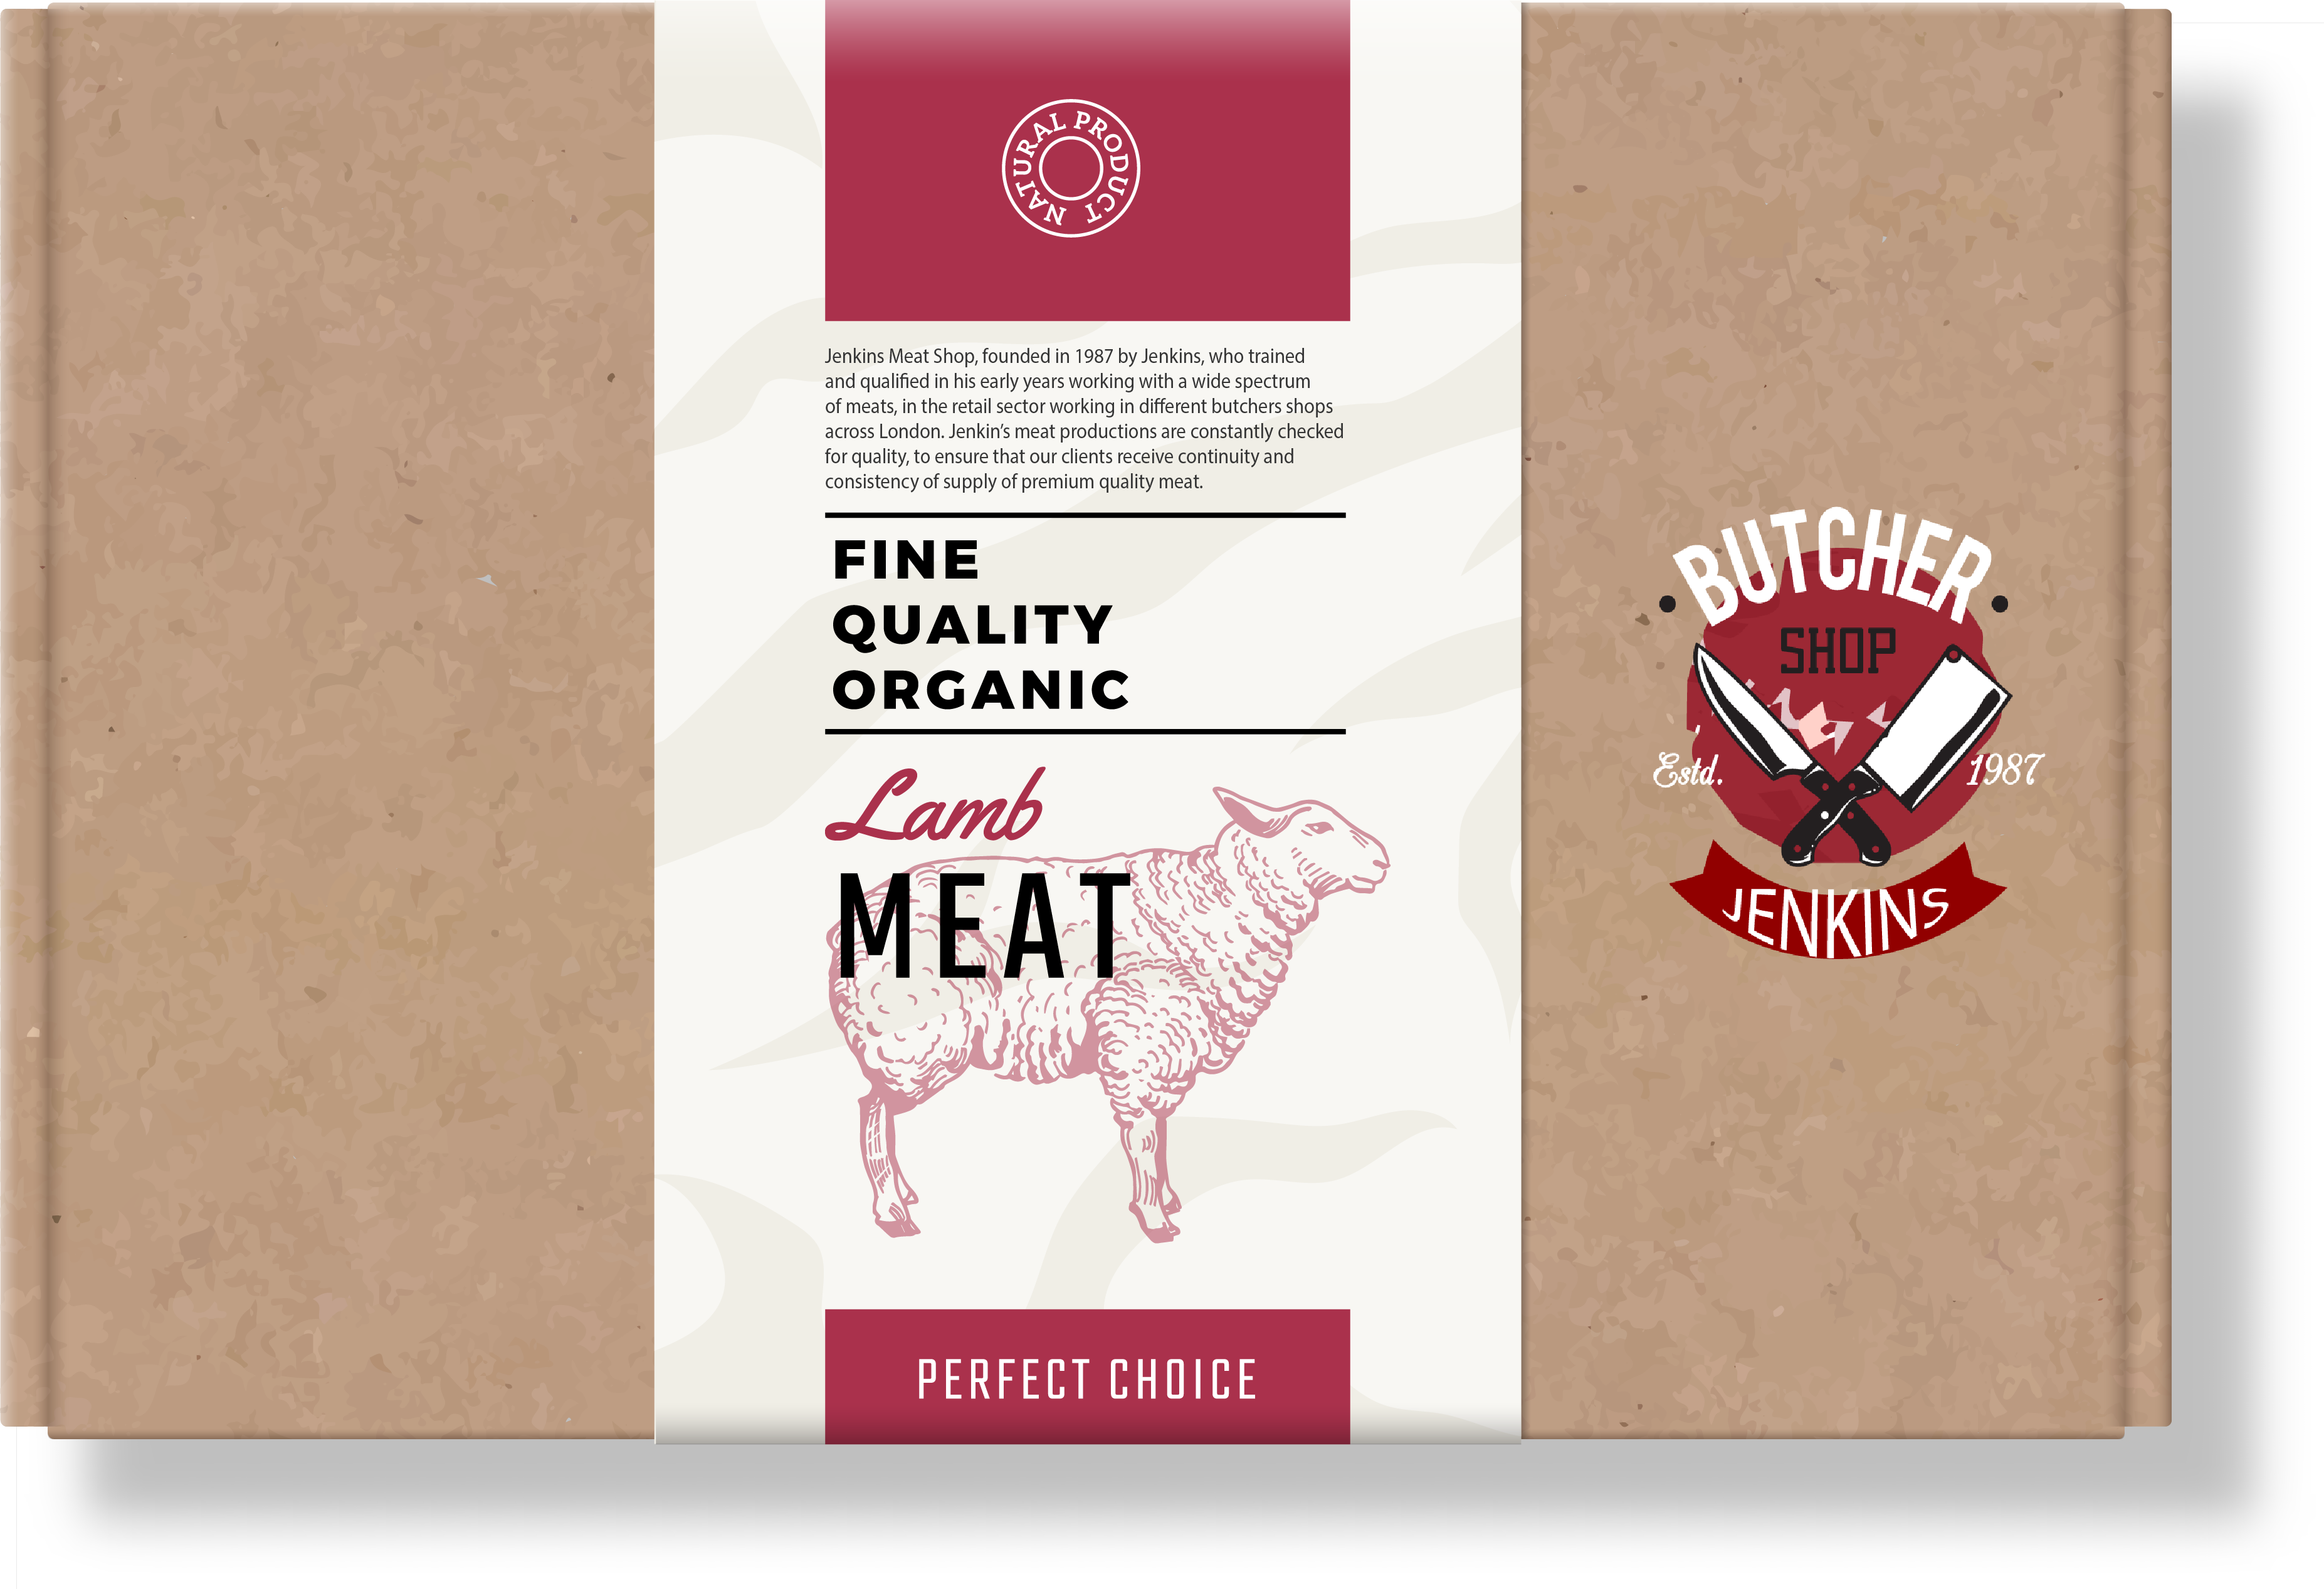 NATURAL PRODUCT
Jenkins Meat Shop, founded in 1987 by Jenkins, who trained
and qualified in his early years working with a wide spectrum
of meats, in the retail sector working in different butchers shops
across London. Jenkin’s meat productions are constantly checked
for quality, to ensure that our clients receive continuity and
consistency of supply of premium quality meat.
FINE
QUALITY
ORGANIC
Lamb
MEAT
PERFECT CHOICE
BUTCHER
SHOP
Estd. 1987
JENKINS